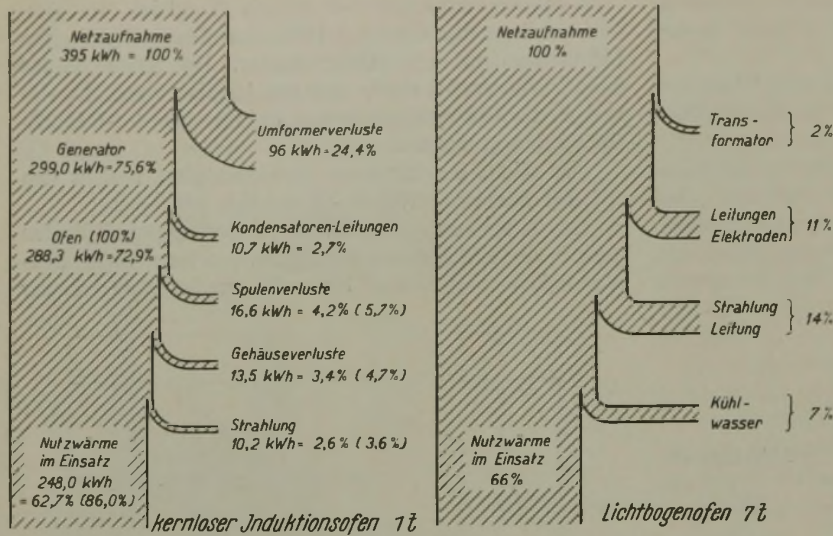 Netzaufnahme
395 kWh = 100%
Umformerverluste
96 kWh = 24,4%
Generator
299,0 kWh = 75,6%
Kondensatoren-Leitungen
10,7 kWh = 2,7%
Ofen (100%)
288,3 kWh = 72,9%
Spulenverluste
16,6 kWh = 4,2% (5,7%)
Gehäuseverluste
13,5 kWh = 3,4% (4,7%)
Strahlung
10,2 kWh = 2,6% (3,6%)
Nutzwärme
im Einsatz
248,0 kWh
= 62,7% (86,0%)
kernloser Jnduktionsofen 1t
Netzaufnahme
100%
Trans-
formator } 2%
Leitungen
Elektroden } 11%
Strahlung
Leitung } 14%
Kühl-
wasser } 7%
Nutzwärme
im Einsatz
66%
Lichtbogenofen 7t